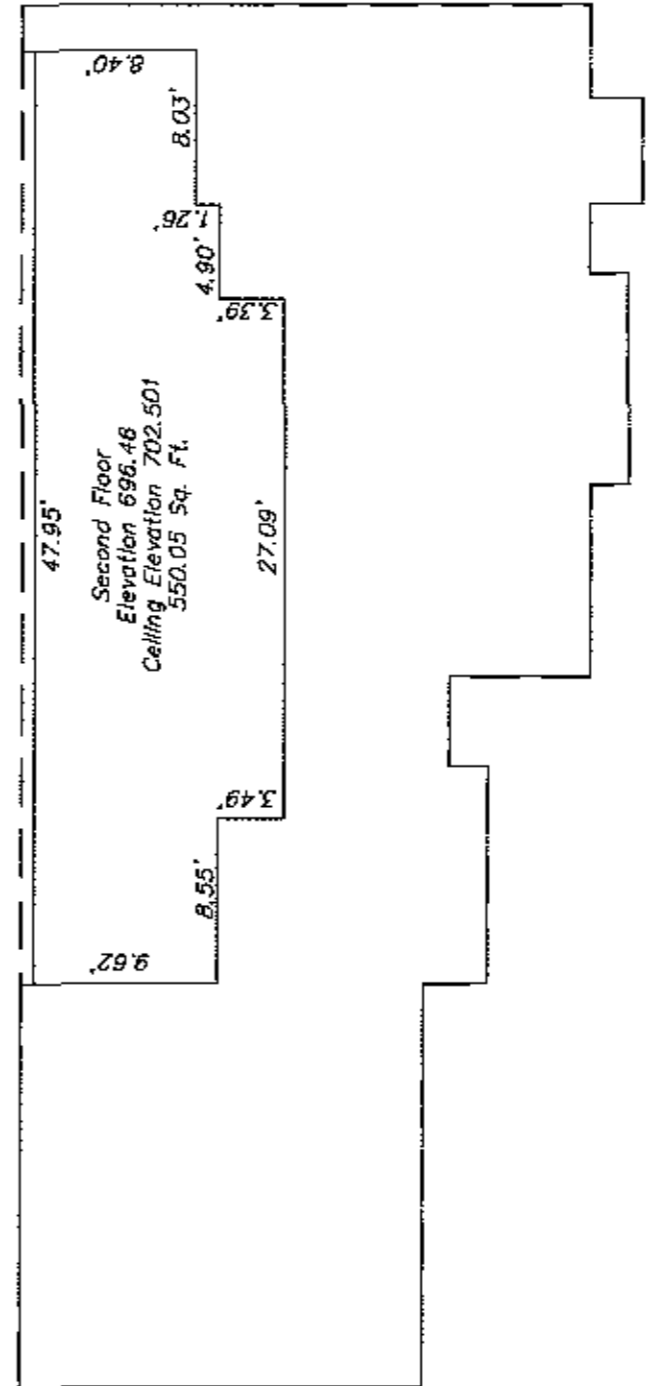 8.40'
8.03'
1.26'
4.90'
3.39'
47.95'
Second Floor
Elevation 696.46
Ceiling Elevation 702.501
550.05 Sq. Ft.
27.09'
3.49'
8.55'
9.62'